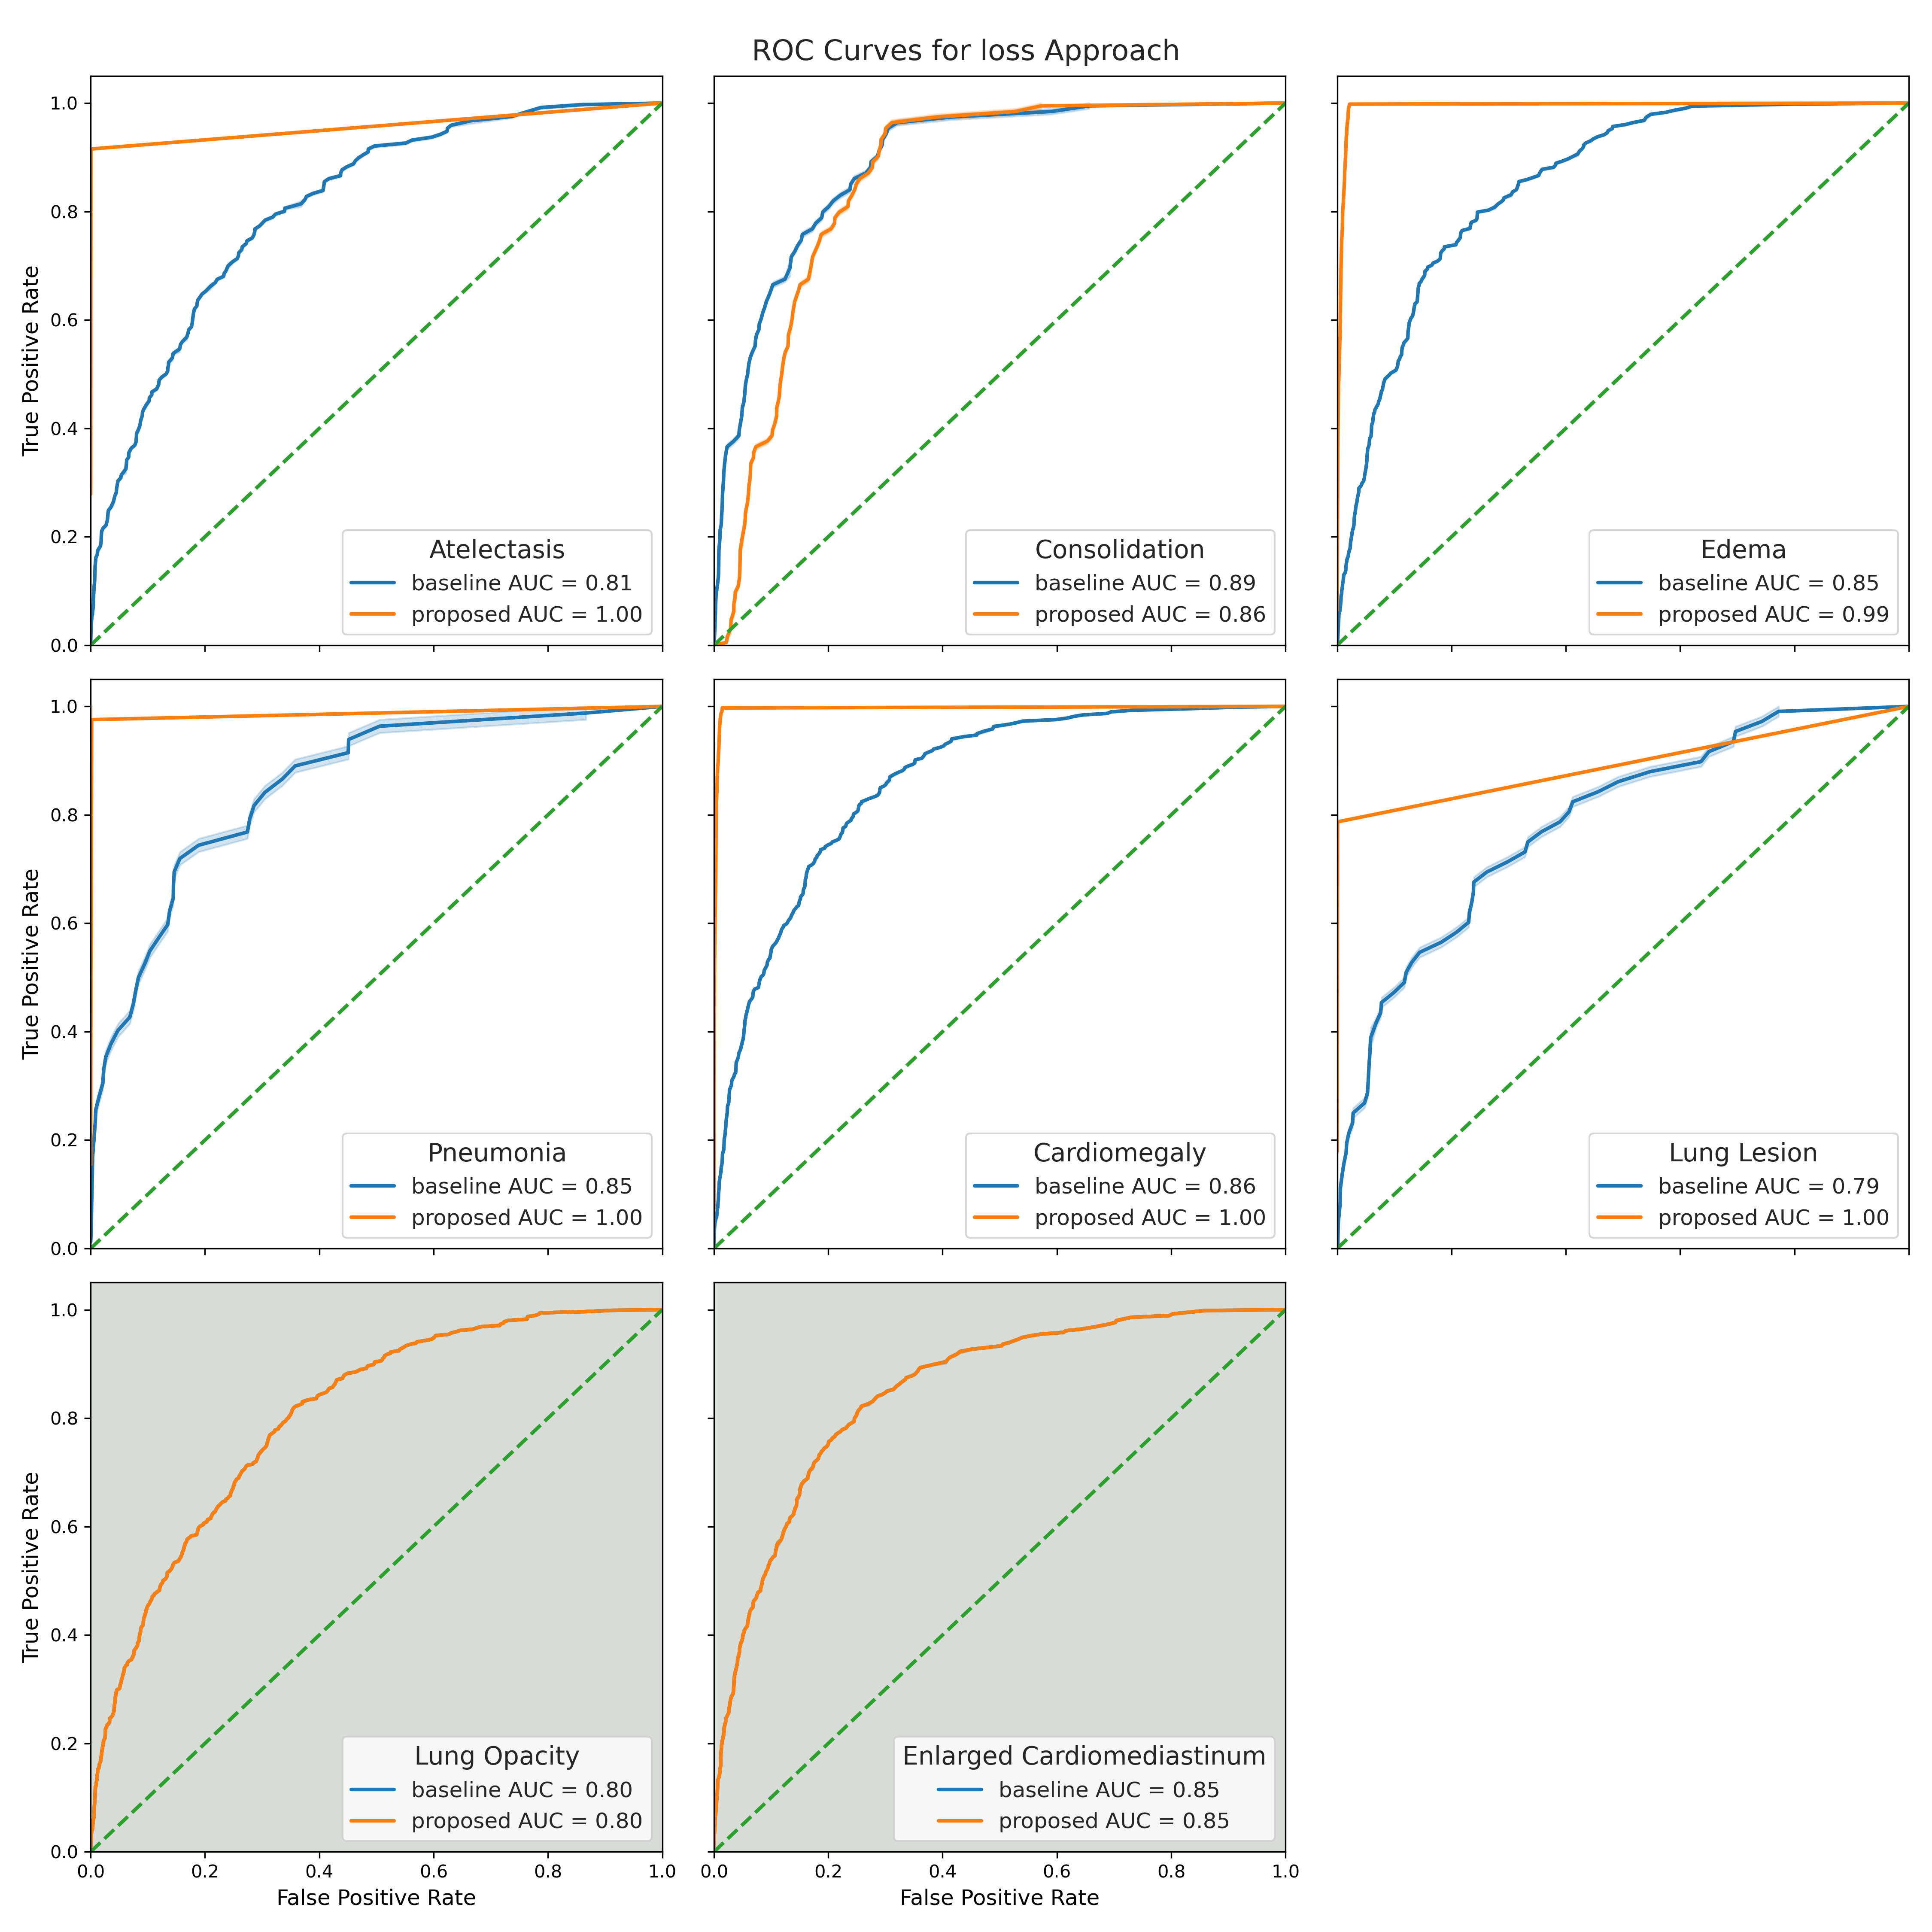 ROC Curves for loss Approach
1.0
0.8
0.6
0.4
0.2
0.0
True Positive Rate
Atelectasis
baseline AUC = 0.81
proposed AUC = 1.00
Consolidation
baseline AUC = 0.89
proposed AUC = 0.86
Edema
baseline AUC = 0.85
proposed AUC = 0.99
1.0
0.8
0.6
0.4
0.2
0.0
True Positive Rate
Pneumonia
baseline AUC = 0.85
proposed AUC = 1.00
Cardiomegaly
baseline AUC = 0.86
proposed AUC = 1.00
Lung Lesion
baseline AUC = 0.79
proposed AUC = 1.00
1.0
0.8
0.6
0.4
0.2
0.0
True Positive Rate
Lung Opacity
baseline AUC = 0.80
proposed AUC = 0.80
Enlarged Cardiomediastinum
baseline AUC = 0.85
proposed AUC = 0.85
0.0 0.2 0.4 0.6 0.8 1.0
False Positive Rate
0.0 0.2 0.4 0.6 0.8 1.0
False Positive Rate